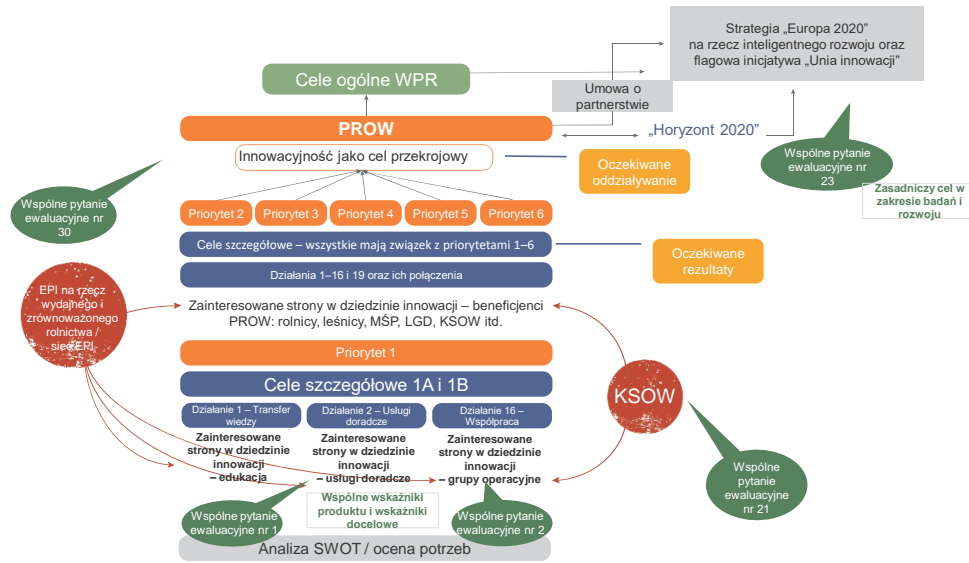 Strategia „Europa 2020”
na rzecz inteligentnego rozwoju oraz
flagowa inicjatywa „Unia innowacji”
Cele ogólne WPR
Umowa o
partnerstwie
PROW
„Horyzont 2020”
Innowacyjność jako cel przekrojowy
Oczekiwane
oddziaływanie
Wspólne pytanie
ewaluacyjne nr
23
Zasadniczy cel w
zakresie badań i
rozwoju
Wspólne pytanie
ewaluacyjne nr
30
Priorytet 2
Priorytet 3
Priorytet 4
Priorytet 5
Priorytet 6
Cele szczegółowe – wszystkie mają związek z priorytetami 1–6
Oczekiwane
rezultaty
Działania 1–16 i 19 oraz ich połączenia
EPI na rzecz
wydajnego i
zrównoważonego
rolnictwa /
sieć EPI
Zainteresowane strony w dziedzinie innowacji – beneficjenci
PROW: rolnicy, leśnicy, MŚP, LGD, KSOW itd.
Priorytet 1
Cele szczegółowe 1A i 1B
KSOW
Działanie 1 – Transfer
wiedzy
Działanie 2 – Usługi
doradcze
Działanie 16 –
Współpraca
Zainteresowane
strony w dziedzinie
innowacji
– edukacja
Zainteresowane
strony w dziedzinie
innowacji
– usługi doradcze
Zainteresowane
strony w dziedzinie
innowacji
– grupy operacyjne
Wspólne
pytanie
ewaluacyjne
nr 21
Wspólne wskaźniki
produktu i wskaźniki
docelowe
Wspólne pytanie
ewaluacyjne nr 1
Wspólne pytanie
ewaluacyjne nr 2
Analiza SWOT / ocena potrzeb